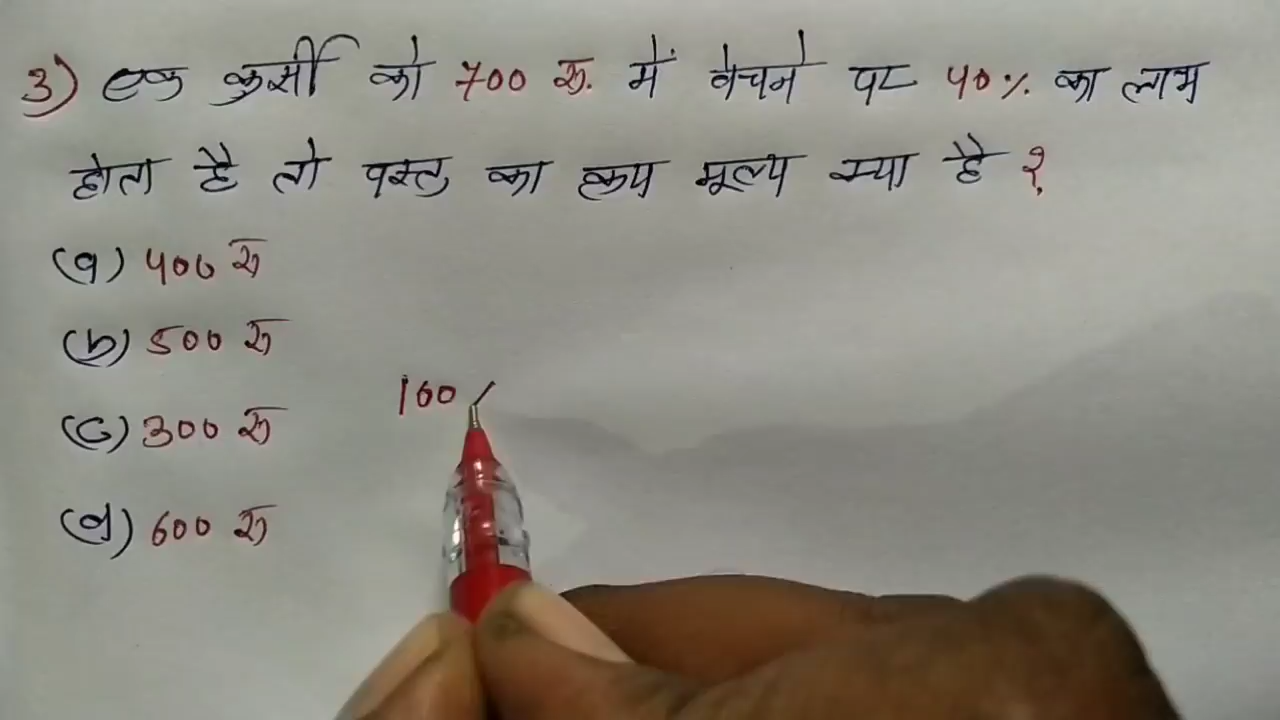 3) एक कुर्सी को 700 रु. में बेचने पर 40% का लाभ
होता है तो वस्तु का क्रय मूल्य क्या है ?
(a) 400 रु
(b) 500 रु
(c) 300 रु
(d) 600 रु
100 %